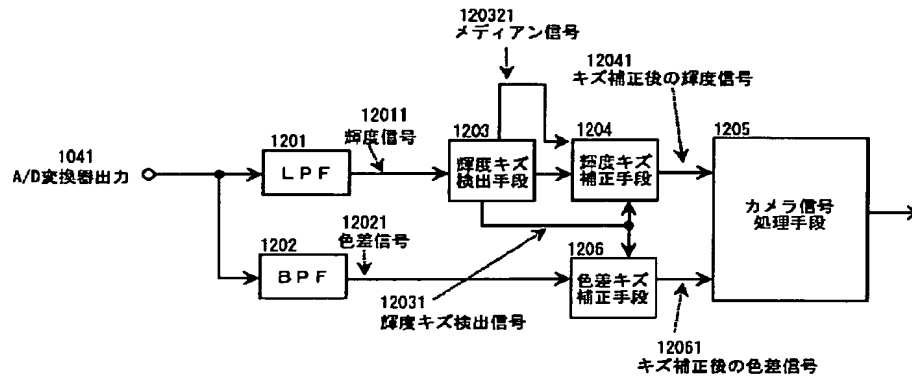 120321
メディアン信号
12041
キズ補正後の輝度信号
12011
輝度信号
1041
A/D変換器出力
1201
LPF
1203
輝度キズ
検出手段
1204
輝度キズ
補正手段
1205
カメラ信号
処理手段
1202
BPF
12021
色差信号
1206
色差キズ
補正手段
12031
輝度キズ検出信号
12061
キズ補正後の色差信号